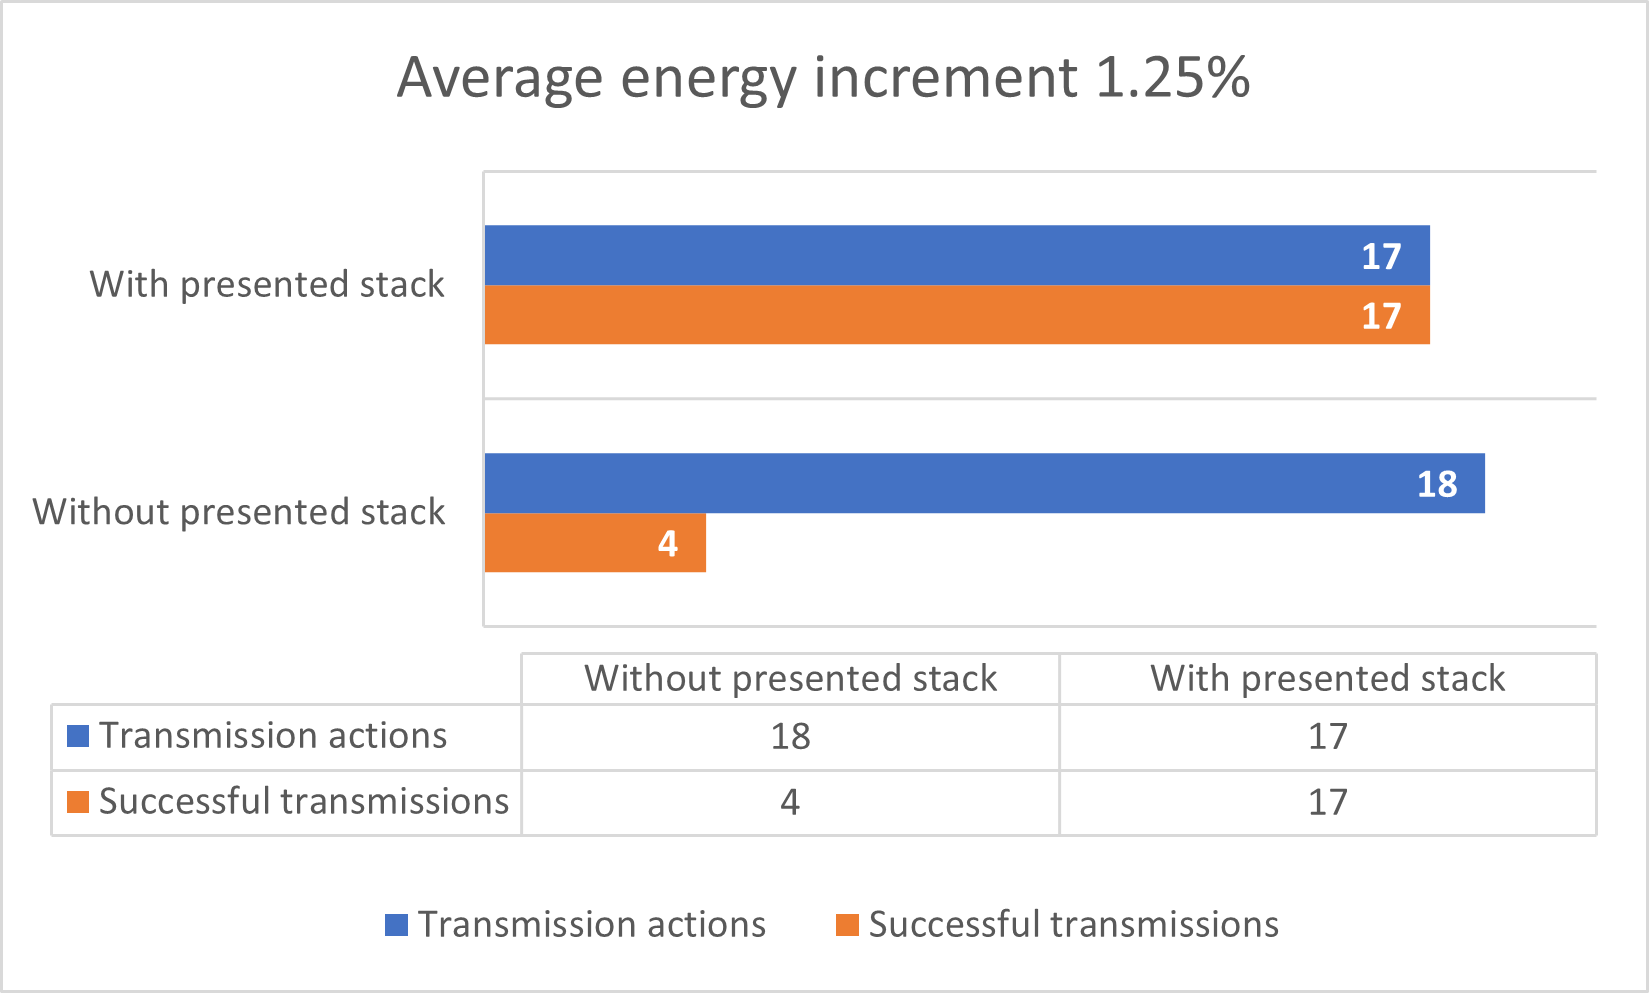 Average energy increment 1.25%
With presented stack
17
17
Without presented stack
18
4
Without presented stack With presented stack
Transmission actions 18 17
Successful transmissions 4 17
Transmission actions Successful transmissions